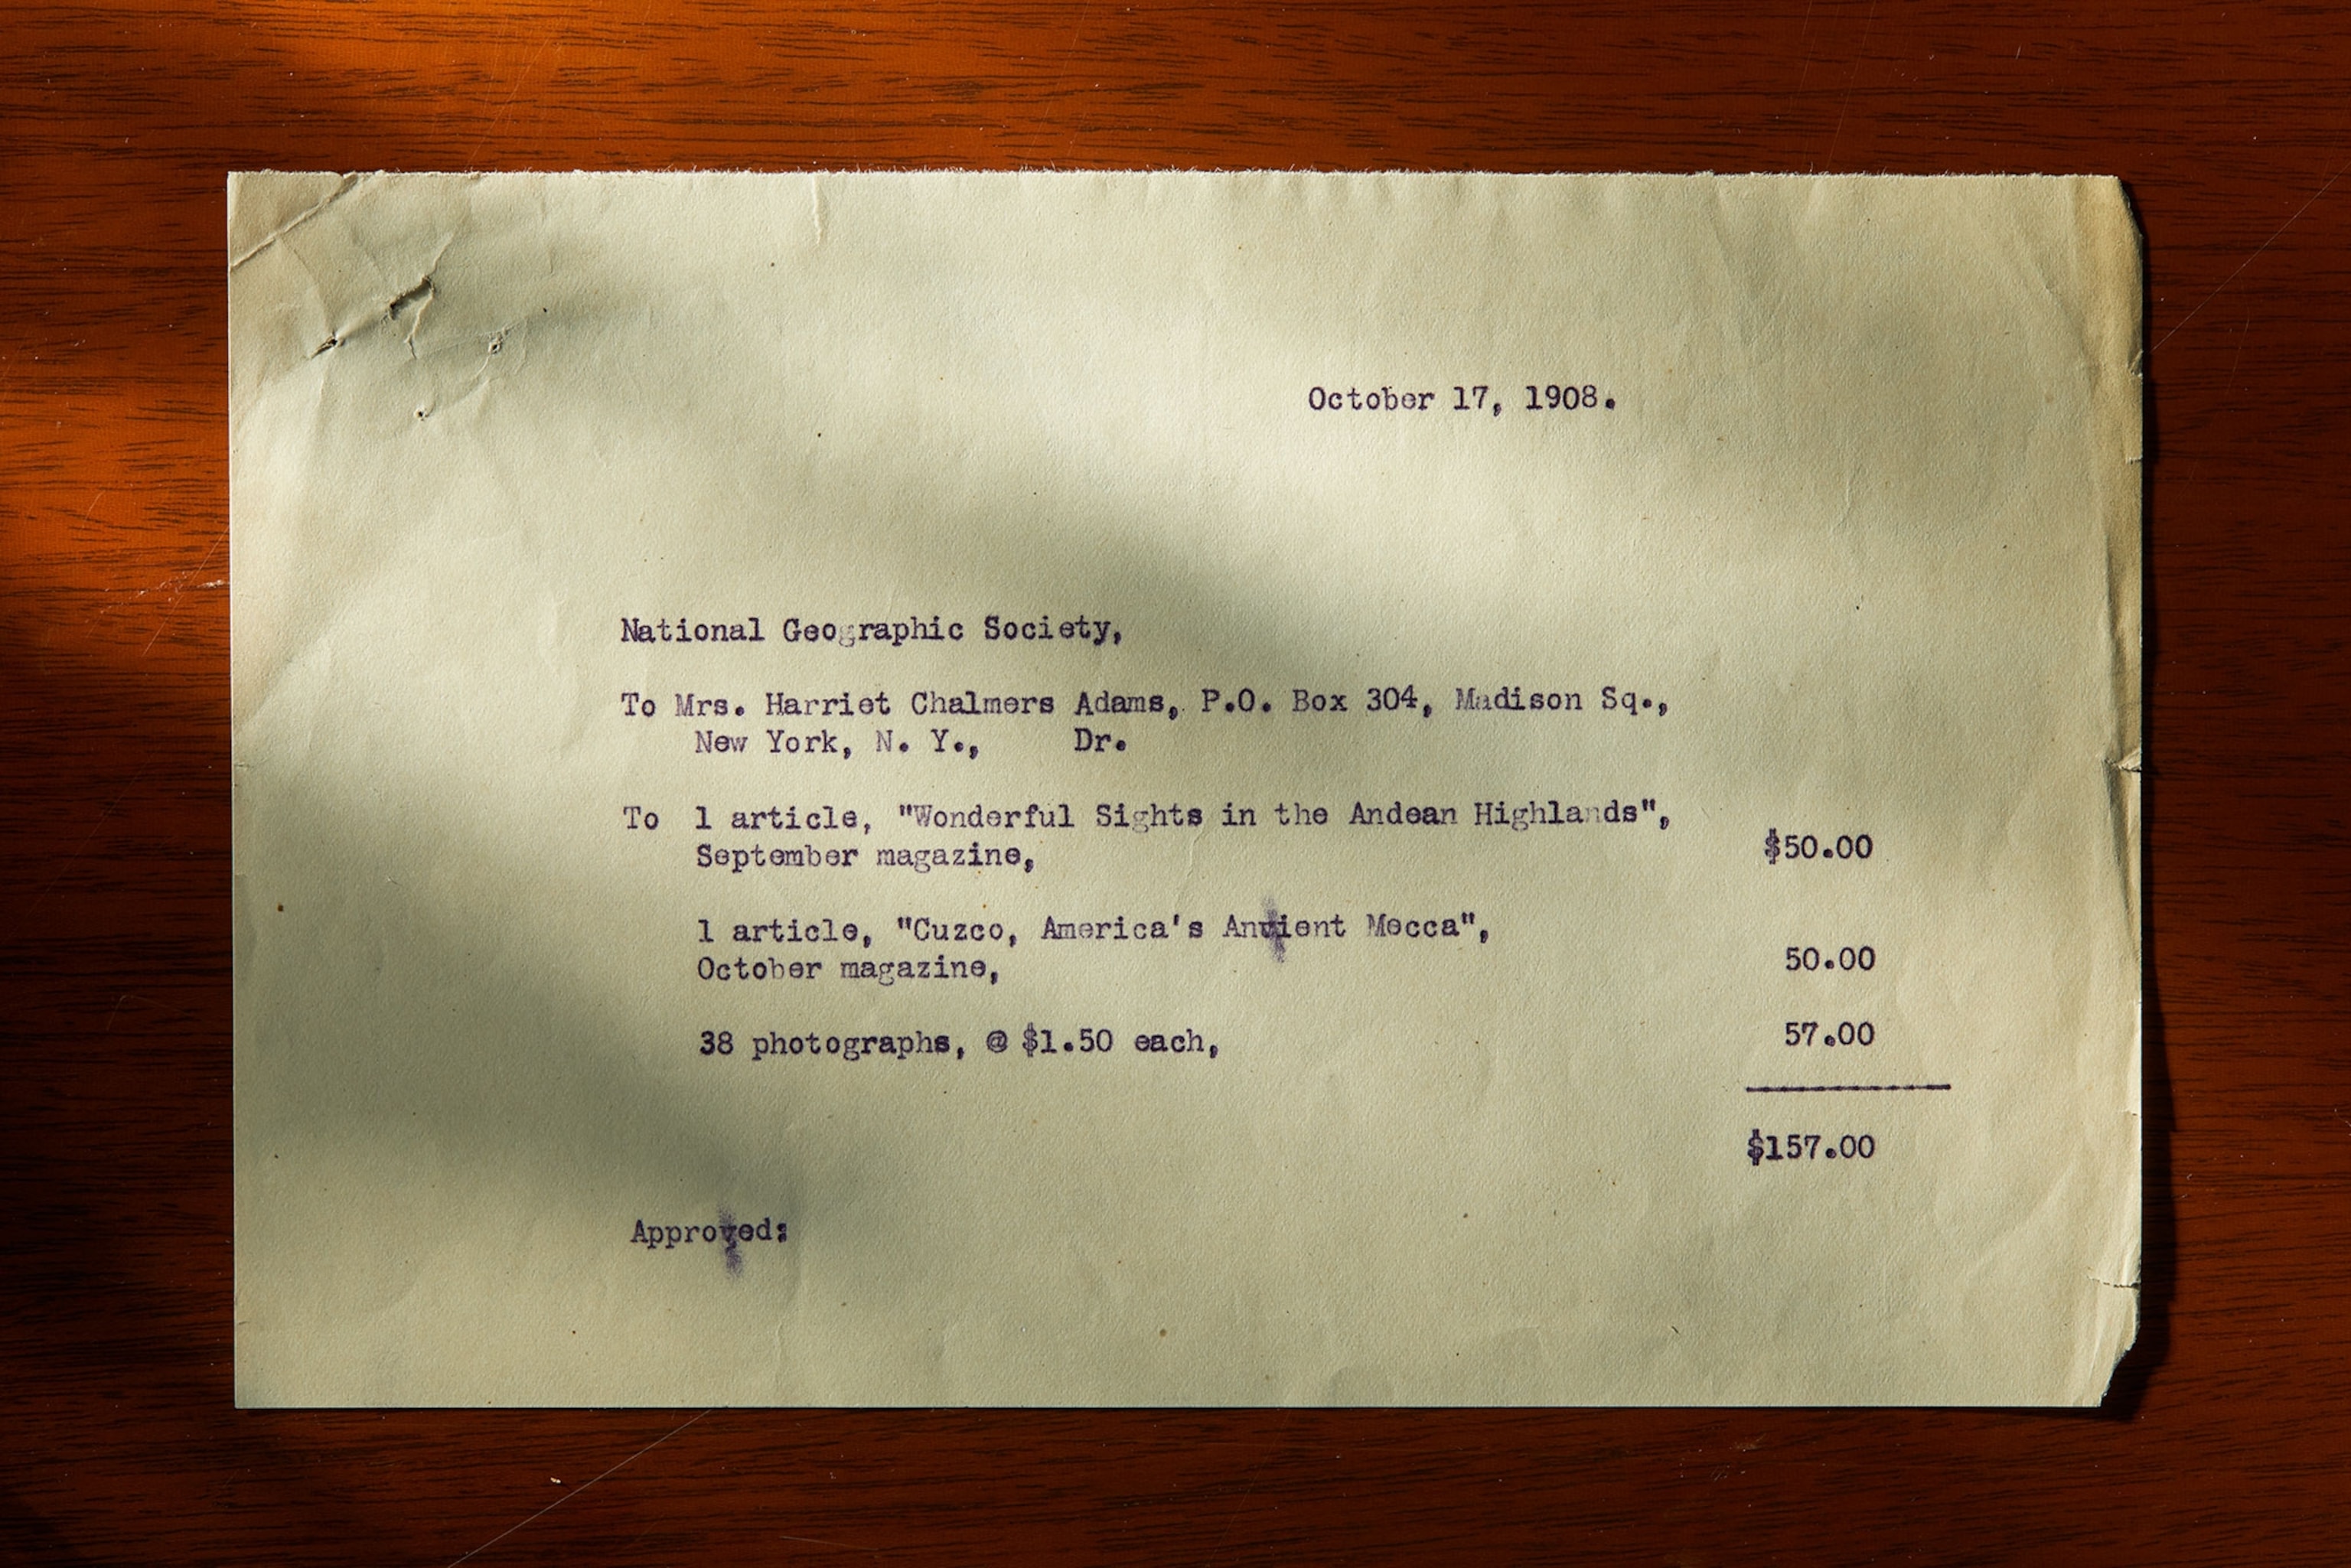 October 17, 1908.
National Geographic Society,
To Mrs. Harriet Chalmers Adams, P.O. Box 304, Madison Sq.,
New York, N. Y., Dr.
To 1 article, "Wonderful Sights in the Andean Highlands",
September magazine, $50.00
1 article, "Cuzco, America's Ancient Mecca",
October magazine, 50.00
38 photographs, @ $1.50 each, 57.00
$157.00
Approved: